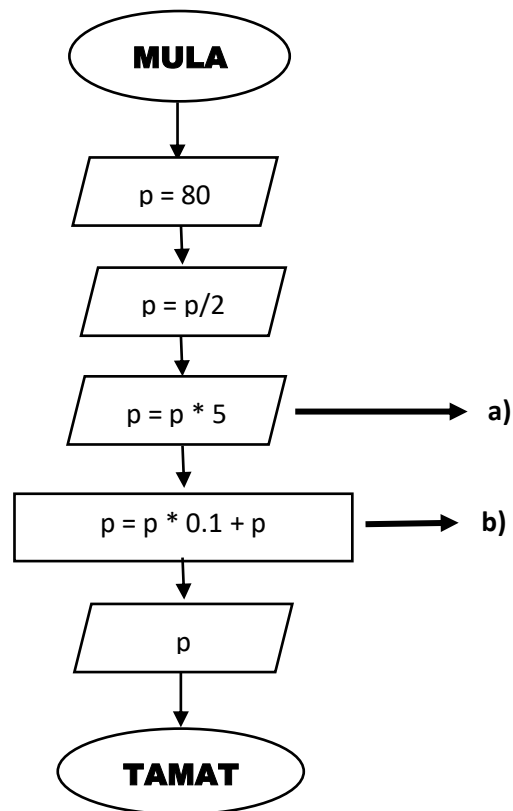 MULA
p = 80
p = p/2
p = p * 5
a)
p = p * 0.1 + p
b)
p
TAMAT